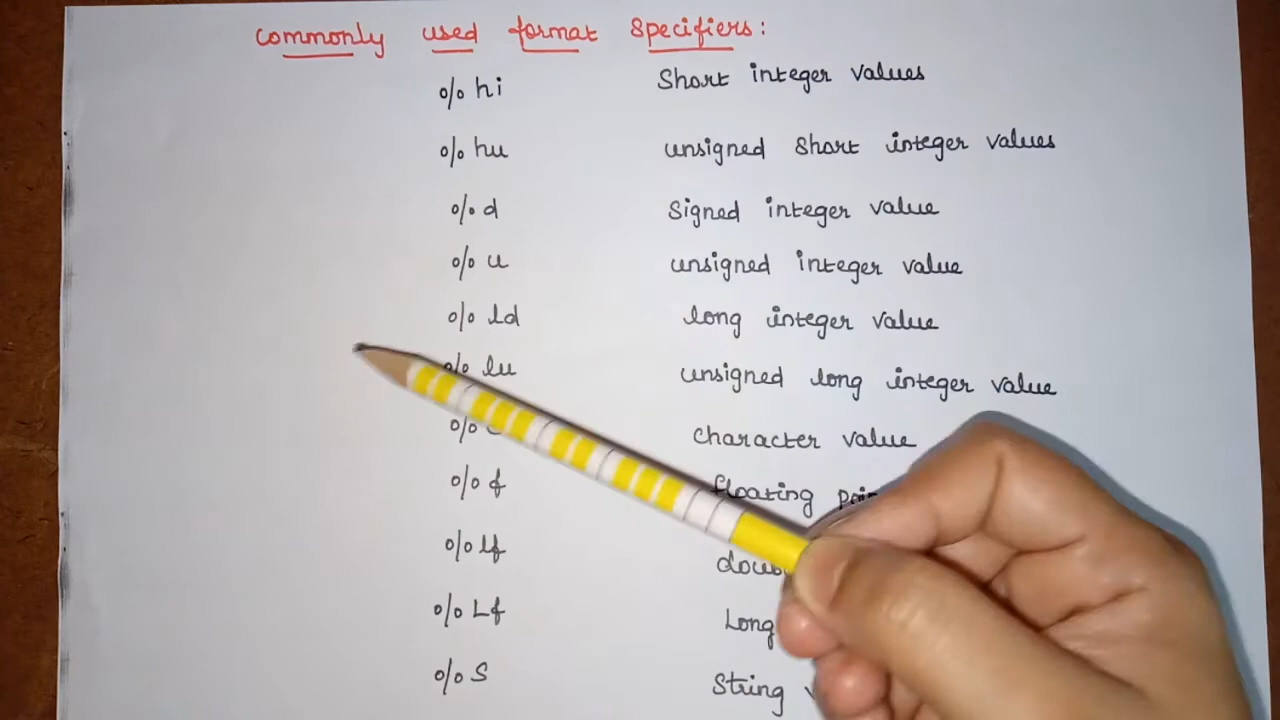 Commonly used format Specifiers:
%hi Short integer values
%hu unsigned short integer values
%d Signed integer value
%u unsigned integer value
%ld long integer value
%lu unsigned long integer value
% character value
%f floating
%lf
%Lf Long
%s String